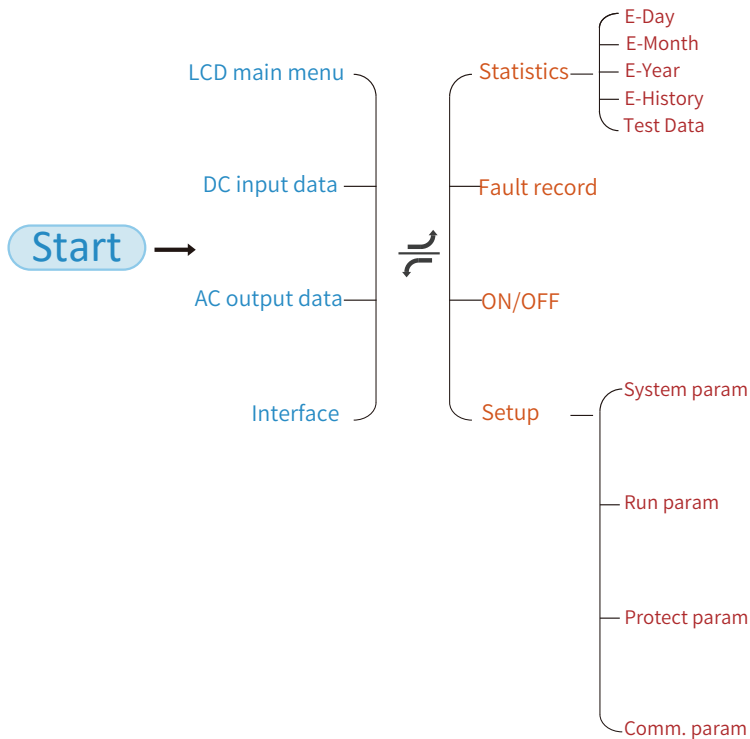 Start
LCD main menu
DC input data
AC output data
Interface
Statistics
E-Day
E-Month
E-Year
E-History
Test Data
Fault record
ON/OFF
Setup
System param
Run param
Protect param
Comm. param